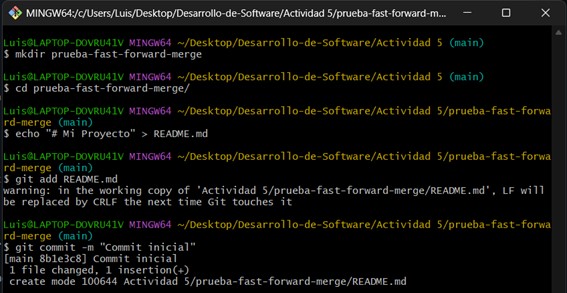 MINGW64:/c/Users/Luis/Desktop/Desarrollo-de-Software/Actividad 5/prueba-fast-forward-m...
Luis@LAPTOP-DOVRU41V MINGW64 ~/Desktop/Desarrollo-de-Software/Actividad 5 (main)
$ mkdir prueba-fast-forward-merge
Luis@LAPTOP-DOVRU41V MINGW64 ~/Desktop/Desarrollo-de-Software/Actividad 5 (main)
$ cd prueba-fast-forward-merge/
Luis@LAPTOP-DOVRU41V MINGW64 ~/Desktop/Desarrollo-de-Software/Actividad 5/prueba-fast-forwa
rd-merge (main)
$ echo "# Mi Proyecto" > README.md
Luis@LAPTOP-DOVRU41V MINGW64 ~/Desktop/Desarrollo-de-Software/Actividad 5/prueba-fast-forwa
rd-merge (main)
$ git add README.md
warning: in the working copy of 'Actividad 5/prueba-fast-forward-merge/README.md', LF will
be replaced by CRLF the next time Git touches it
Luis@LAPTOP-DOVRU41V MINGW64 ~/Desktop/Desarrollo-de-Software/Actividad 5/prueba-fast-forwa
rd-merge (main)
$ git commit -m "Commit inicial"
[main 8b1e3c8] Commit inicial
1 file changed, 1 insertion(+)
create mode 100644 Actividad 5/prueba-fast-forward-merge/README.md